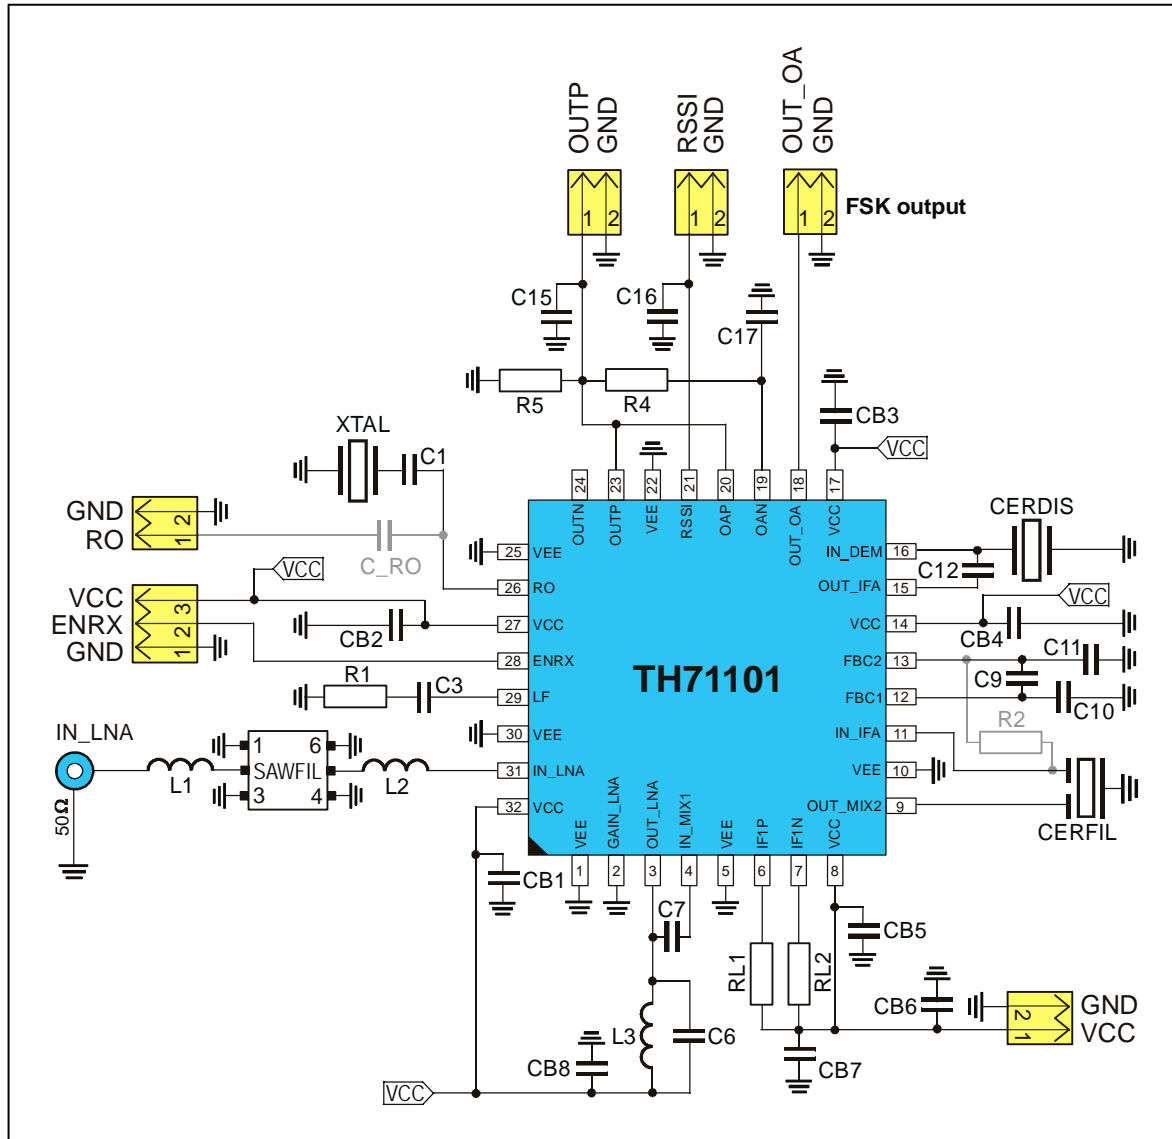 OUTP
GND
RSSI
GND
OUT_OA
GND
1
2
1
2
1
2
FSK output
C15
C16
C17
R5
R4
CB3
VCC
XTAL
C1
GND
RO
2
1
C_RO
VCC
VCC
ENRX
GND
3
2
1
CB2
R1
C3
IN_LNA
50Ω
L1
1
6
SAWFIL
3
4
L2
24
23
22
21
20
19
18
17
OUTN
OUTP
VEE
RSSI
OAP
OAN
OUT_OA
VCC
25
VEE
26
RO
27
VCC
28
ENRX
29
LF
30
VEE
31
IN_LNA
32
VCC
TH71101
IN_DEM
16
OUT_IFA
15
VCC
14
FBC2
13
FBC1
12
IN_IFA
11
VEE
10
OUT_MIX2
9
VEE
GAIN_LNA
OUT_LNA
IN_MIX1
VEE
IF1P
IF1N
VCC
1
2
3
4
5
6
7
8
CERDIS
C12
VCC
CB4
C11
C9
C10
R2
CERFIL
CB1
C7
CB5
RL1
RL2
CB6
GND
VCC
2
1
L3
C6
CB8
CB7
VCC